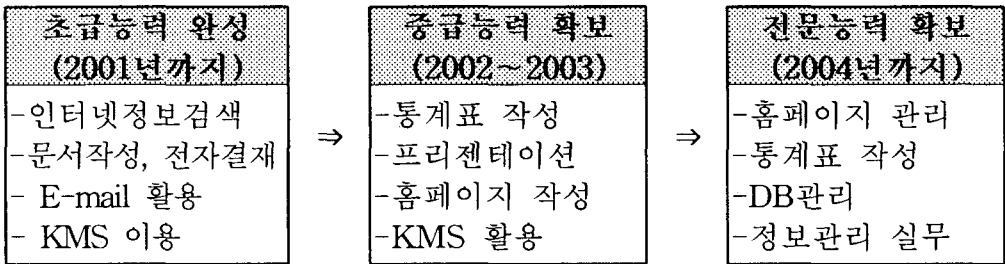 초급능력 완성
(2001년까지)
-인터넷정보검색
-문서작성, 전자결재
- E-mail 활용
- KMS 이용
⇒
중급능력 확보
(2002~2003)
-통계표 작성
-프리젠테이션
-홈페이지 작성
-KMS 활용
⇒
전문능력 확보
(2004년까지)
-홈페이지 관리
-통계표 작성
-DB관리
-정보관리 실무